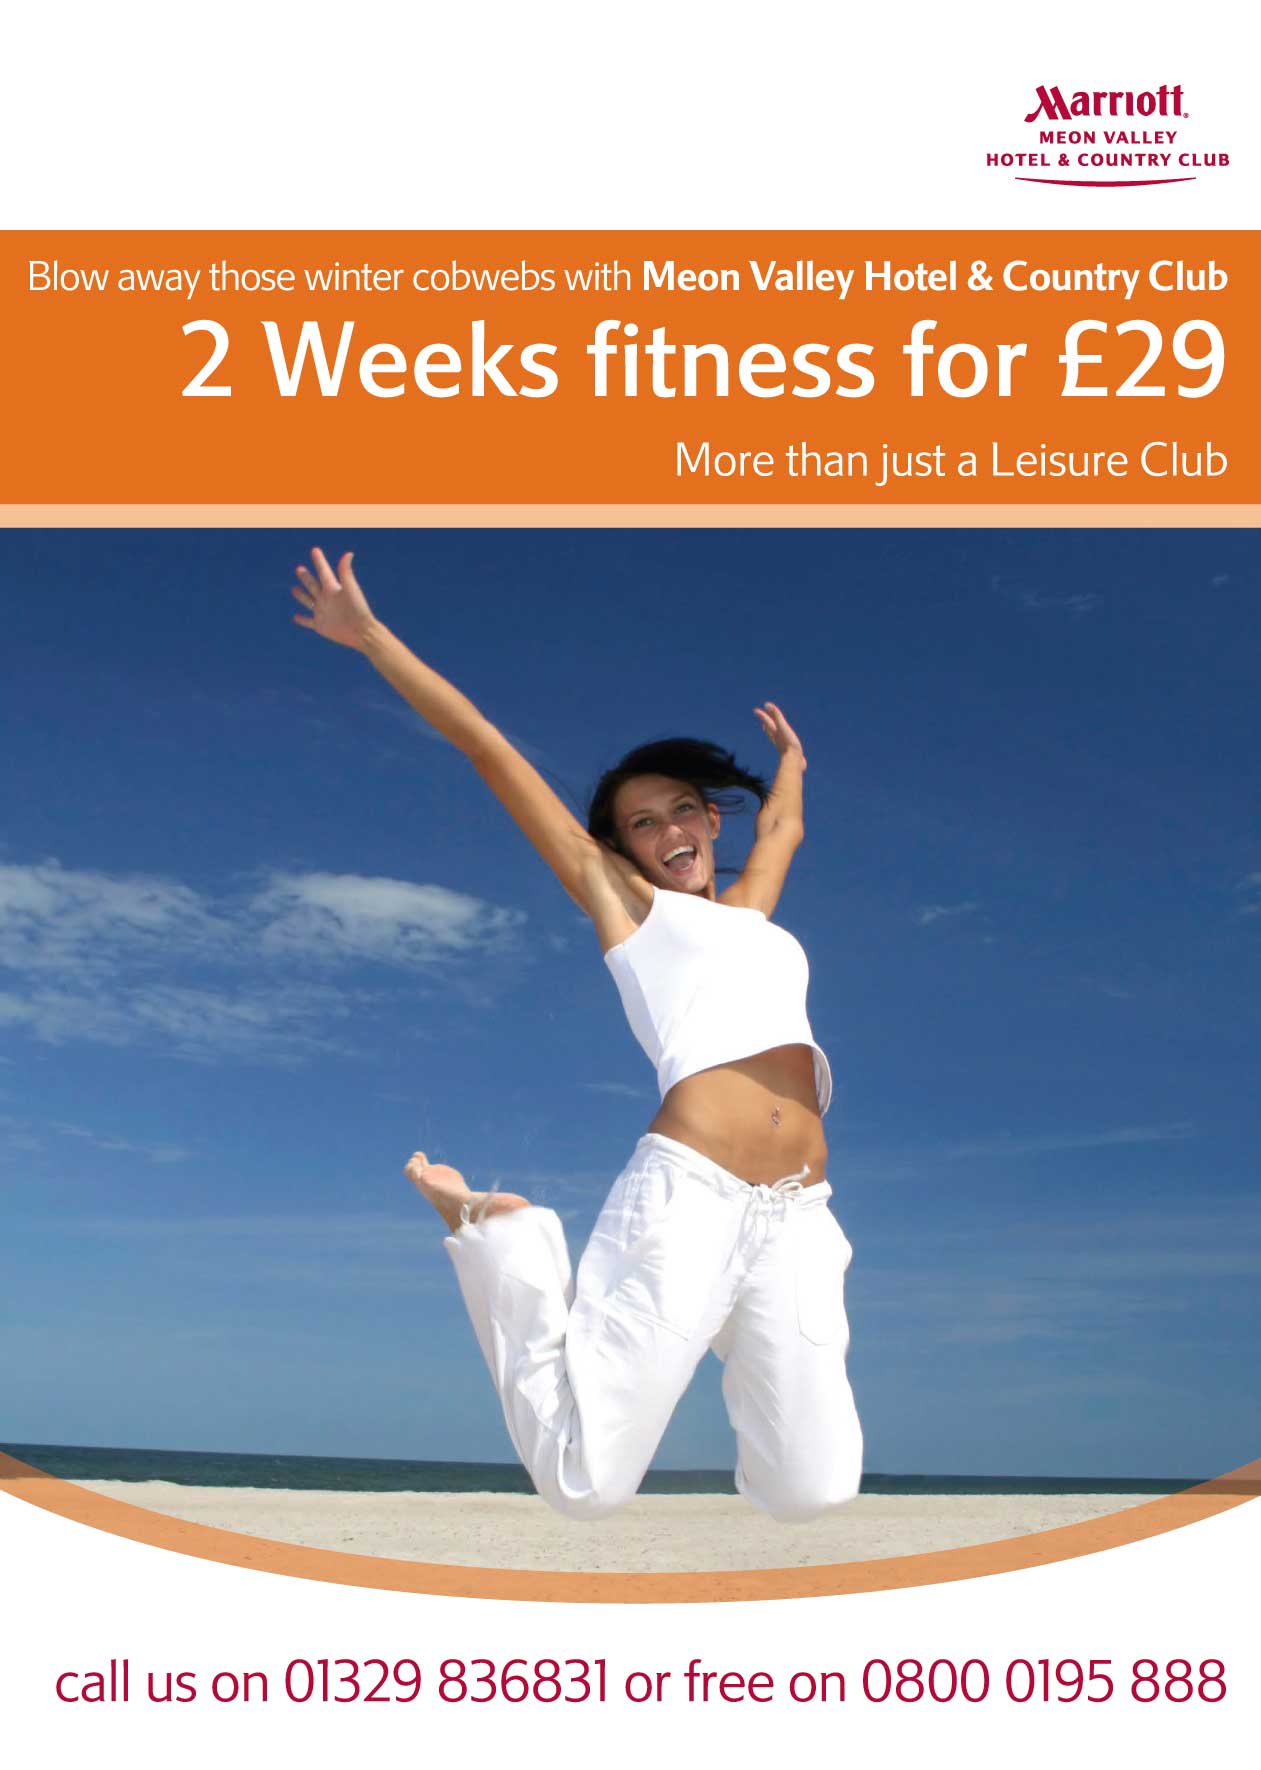 Marriott
MEON VALLEY
HOTEL & COUNTRY CLUB
Blow away those winter cobwebs with Meon Valley Hotel & Country Club
2 Weeks fitness for £29
More than just a Leisure Club
call us on 01329 836831 or free on 0800 0195 888